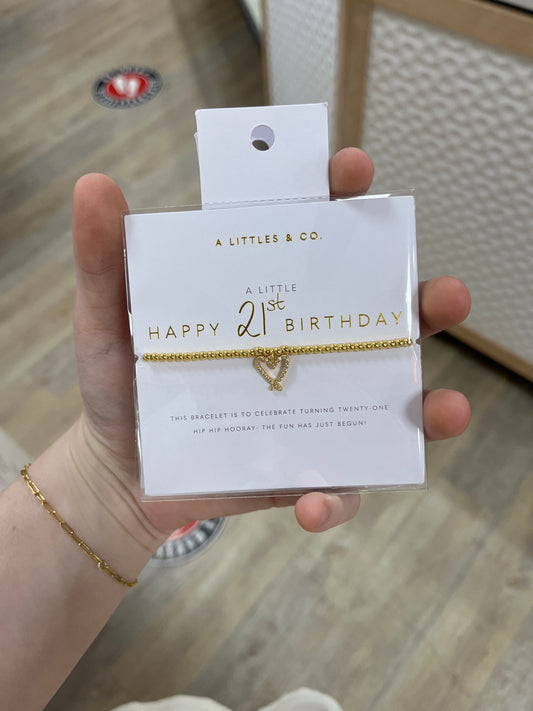 A LITTLES & CO.
A LITTLE
HAPPY 21st BIRTHDAY
THIS BRACELET IS TO CELEBRATE TURNING TWENTY-ONE
HIP HIP HOORAY- THE FUN HAS JUST BEGUN!